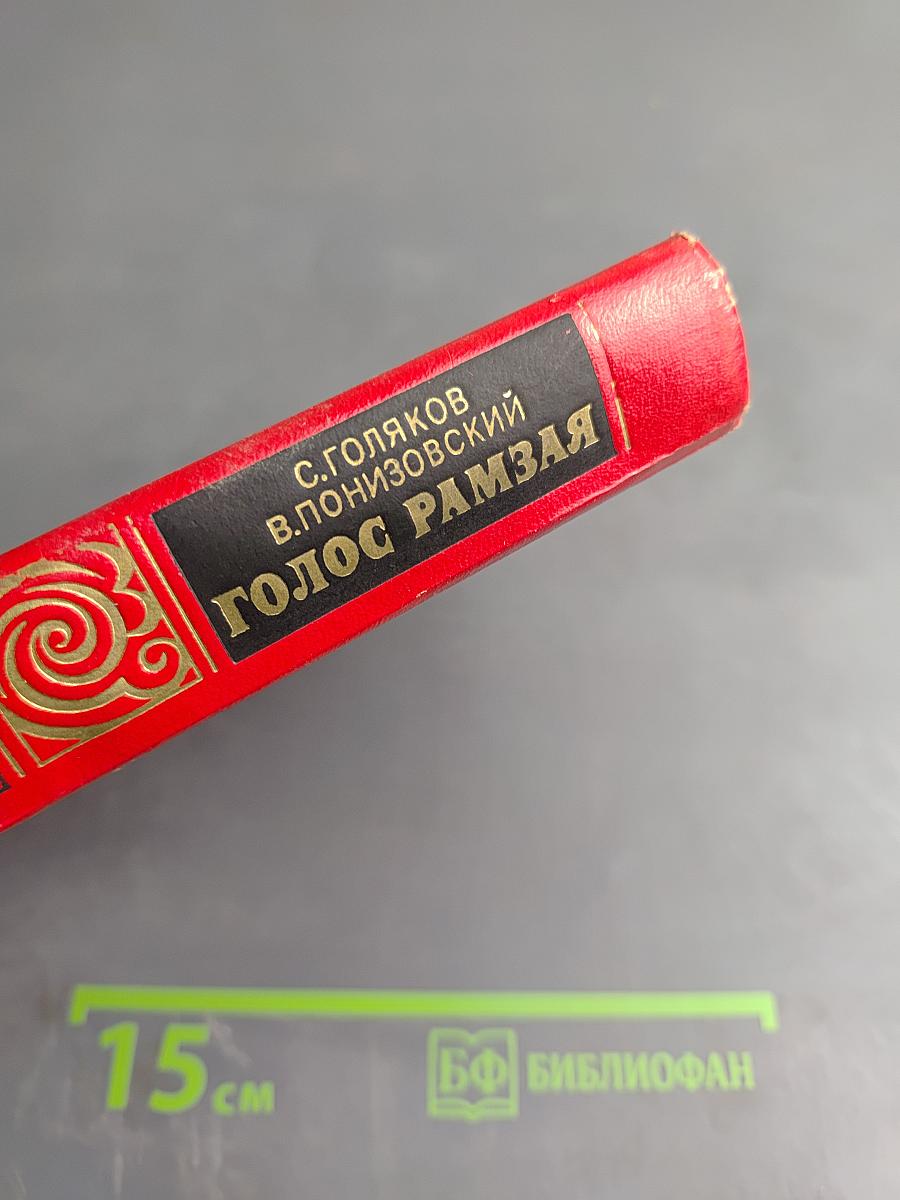 С.ГОЛЯКОВ
В.ПОНИЗОВСКИЙ
ГОЛОС РАМЗАЯ
15 см
БФ БИБЛИОФАН